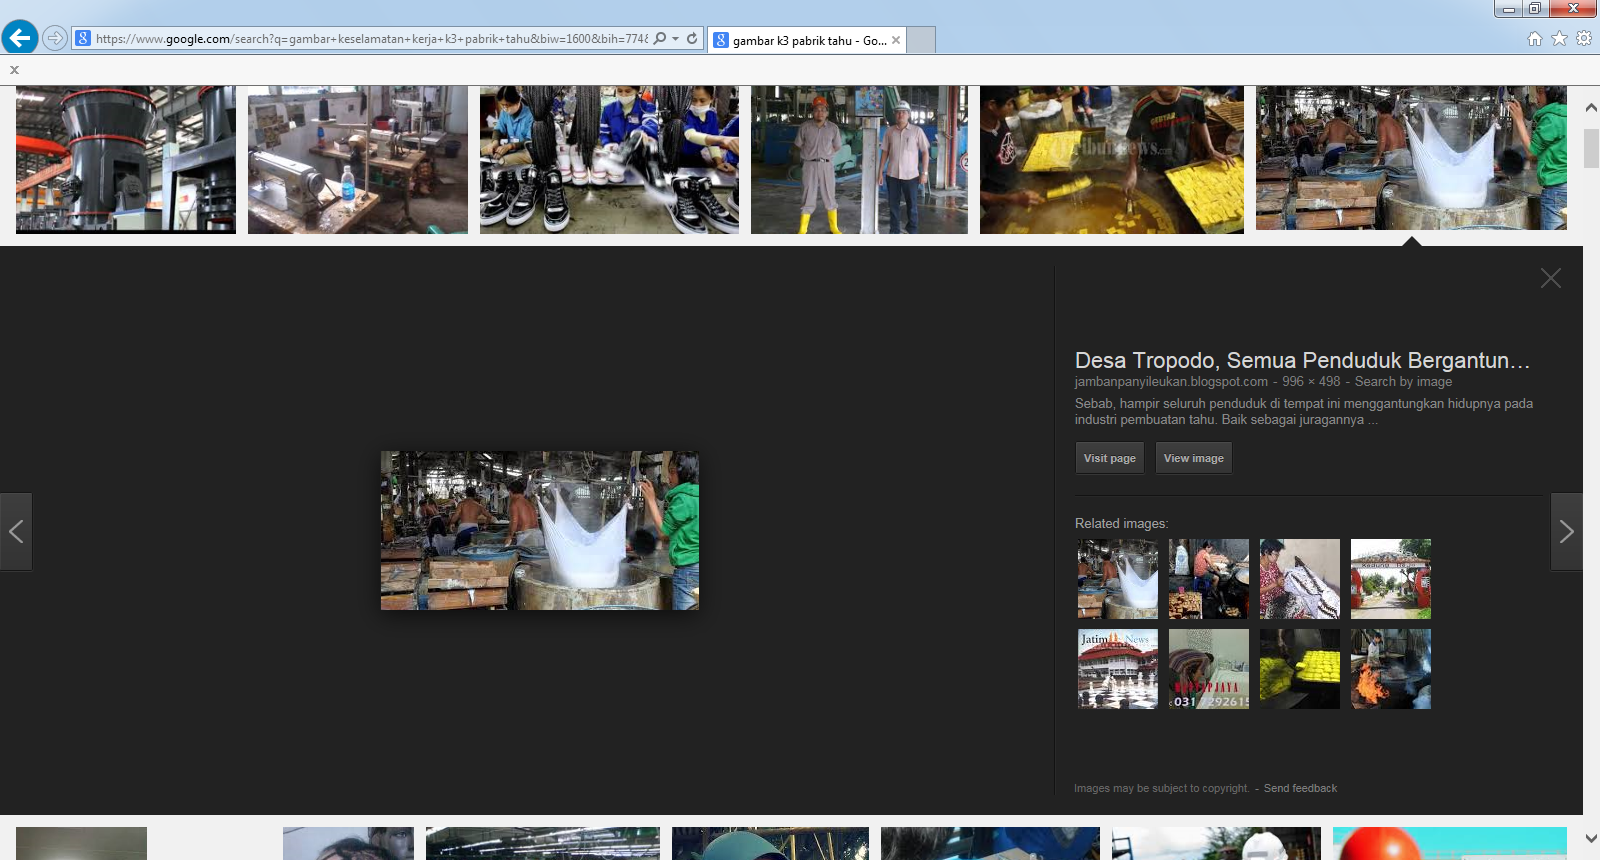 https://www.google.com/search?q=gambar+keselamatan+kerja+k3+pabrik+tahu&biw=1600&bih=774&
gambar k3 pabrik tahu - Go...
Tribunnews.com
Desa Tropodo, Semua Penduduk Bergantun...
jambanpanyileukan.blogspot.com - 996 × 498 - Search by image
Sebab, hampir seluruh penduduk di tempat ini menggantungkan hidupnya pada
industri pembuatan tahu. Baik sebagai juragannya ...
Visit page
View image
Related images:
Jatim News
031 7292615
Images may be subject to copyright. - Send feedback